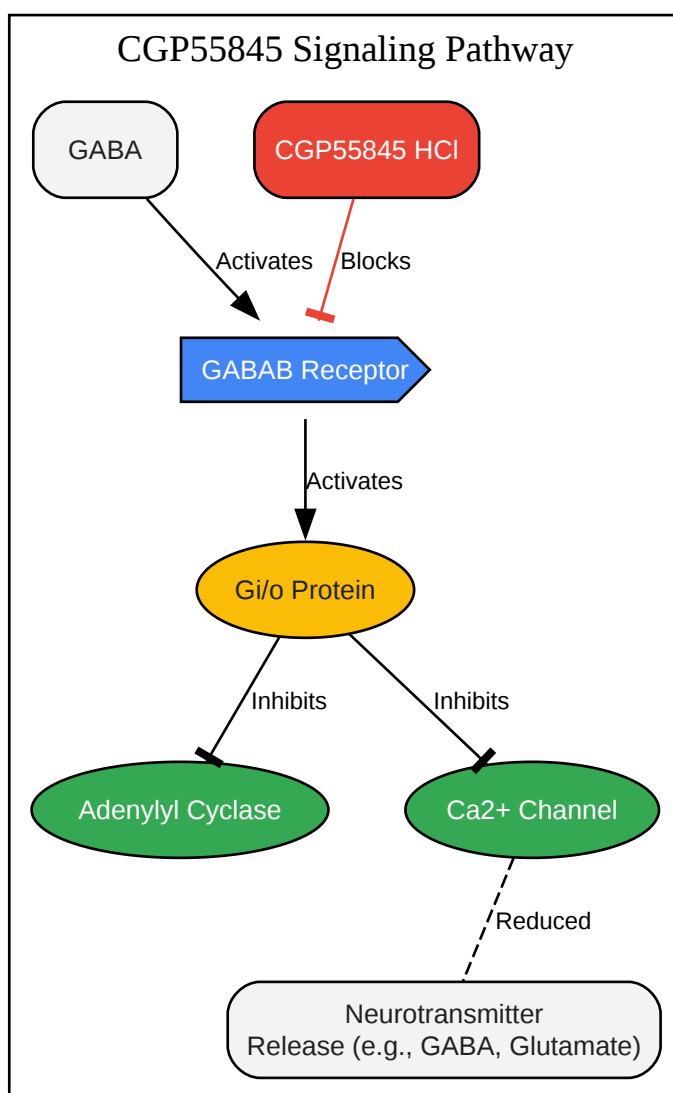 CGP55845 Signaling Pathway
GABA
CGP55845 HCl
Activates
Blocks
GABAB Receptor
Activates
Gi/o Protein
Inhibits
Inhibits
Adenylyl Cyclase
Ca2+ Channel
Reduced
Neurotransmitter
Release (e.g., GABA, Glutamate)